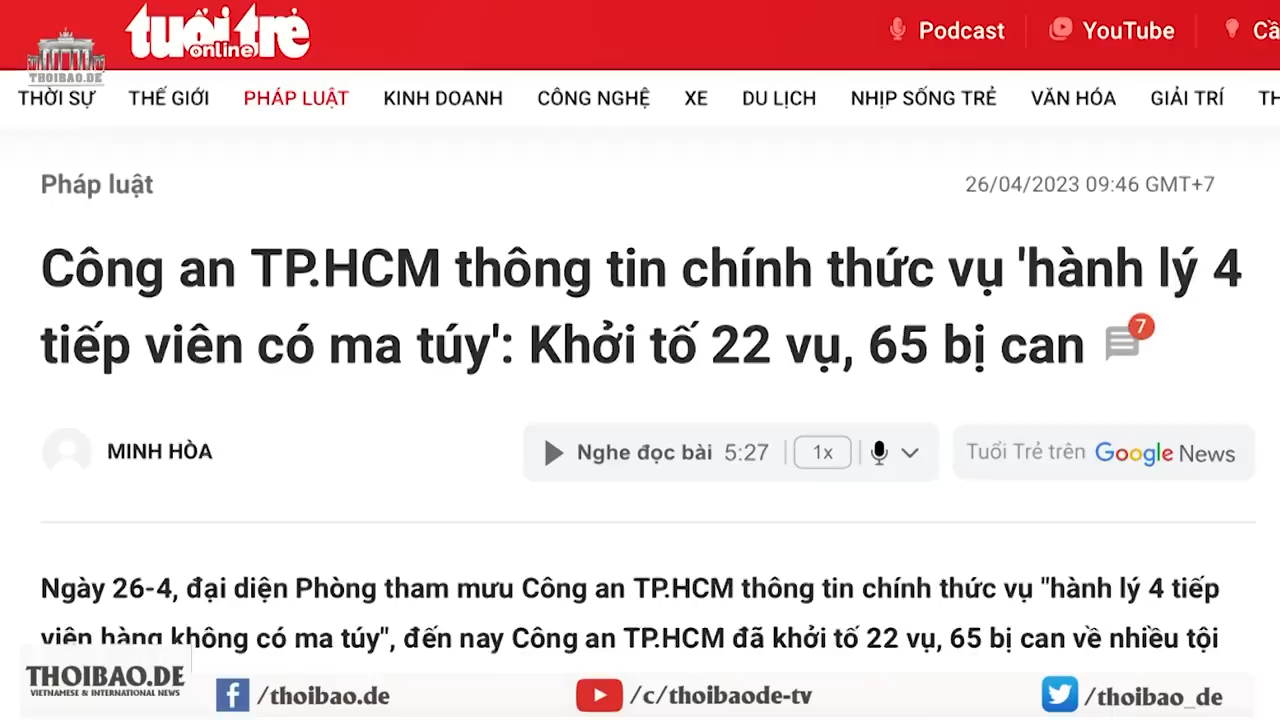 tuổi trẻ
online
Podcast
YouTube
Cầ
THOIBAO.DE
THỜI SỰ
THẾ GIỚI
PHÁP LUẬT
KINH DOANH
CÔNG NGHỆ
XE
DU LỊCH
NHỊP SỐNG TRẺ
VĂN HÓA
GIẢI TRÍ
TH
Pháp luật
26/04/2023 09:46 GMT+7
Công an TP.HCM thông tin chính thức vụ 'hành lý 4
tiếp viên có ma túy': Khởi tố 22 vụ, 65 bị can
7
MINH HÒA
Nghe đọc bài 5:27
1x
Tuổi Trẻ trên Google News
Ngày 26-4, đại diện Phòng tham mưu Công an TP.HCM thông tin chính thức vụ "hành lý 4 tiếp
viên hàng không có ma túy", đến nay Công an TP.HCM đã khởi tố 22 vụ, 65 bị can về nhiều tội
THOIBAO.DE
VIETNAMESE & INTERNATIONAL NEWS
/thoibao.de
/c/thoibaode-tv
/thoibao_de